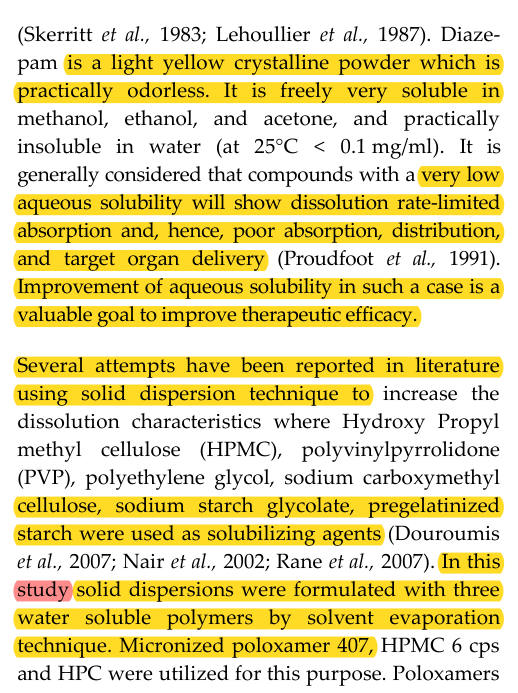 (Skerritt et al., 1983; Lehoullier et al., 1987). Diaze-
pam is a light yellow crystalline powder which is
practically odorless. It is freely very soluble in
methanol, ethanol, and acetone, and practically
insoluble in water (at 25°C < 0.1 mg/ml). It is
generally considered that compounds with a very low
aqueous solubility will show dissolution rate-limited
absorption and, hence, poor absorption, distribution,
and target organ delivery (Proudfoot et al., 1991).
Improvement of aqueous solubility in such a case is a
valuable goal to improve therapeutic efficacy.
Several attempts have been reported in literature
using solid dispersion technique to increase the
dissolution characteristics where Hydroxy Propyl
methyl cellulose (HPMC), polyvinylpyrrolidone
(PVP), polyethylene glycol, sodium carboxymethyl
cellulose, sodium starch glycolate, pregelatinized
starch were used as solubilizing agents (Douroumis
et al., 2007; Nair et al., 2002; Rane et al., 2007). In this
study solid dispersions were formulated with three
water soluble polymers by solvent evaporation
technique. Micronized poloxamer 407, HPMC 6 cps
and HPC were utilized for this purpose. Poloxamers